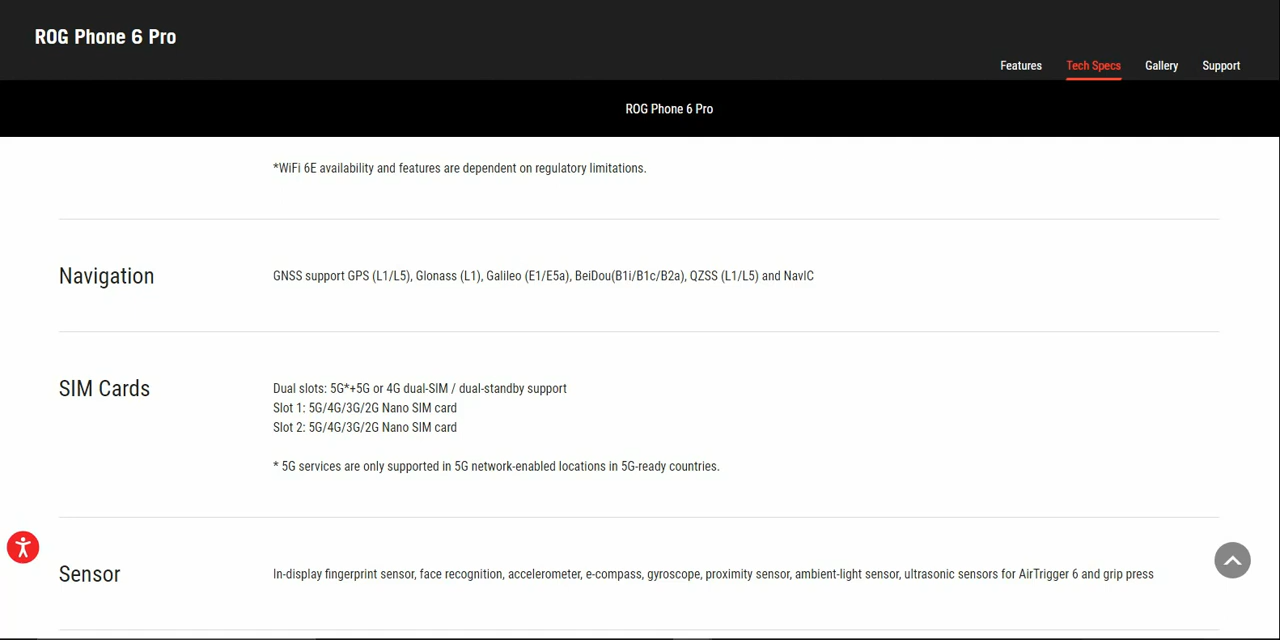 ROG Phone 6 Pro
Features
Tech Specs
Gallery
Support
ROG Phone 6 Pro
*WiFi 6E availability and features are dependent on regulatory limitations.
Navigation
GNSS support GPS (L1/L5), Glonass (L1), Galileo (E1/E5a), BeiDou(B1i/B1c/B2a), QZSS (L1/L5) and NavIC
SIM Cards
Dual slots: 5G*+5G or 4G dual-SIM / dual-standby support
Slot 1: 5G/4G/3G/2G Nano SIM card
Slot 2: 5G/4G/3G/2G Nano SIM card
* 5G services are only supported in 5G network-enabled locations in 5G-ready countries.
Sensor
In-display fingerprint sensor, face recognition, accelerometer, e-compass, gyroscope, proximity sensor, ambient-light sensor, ultrasonic sensors for AirTrigger 6 and grip press